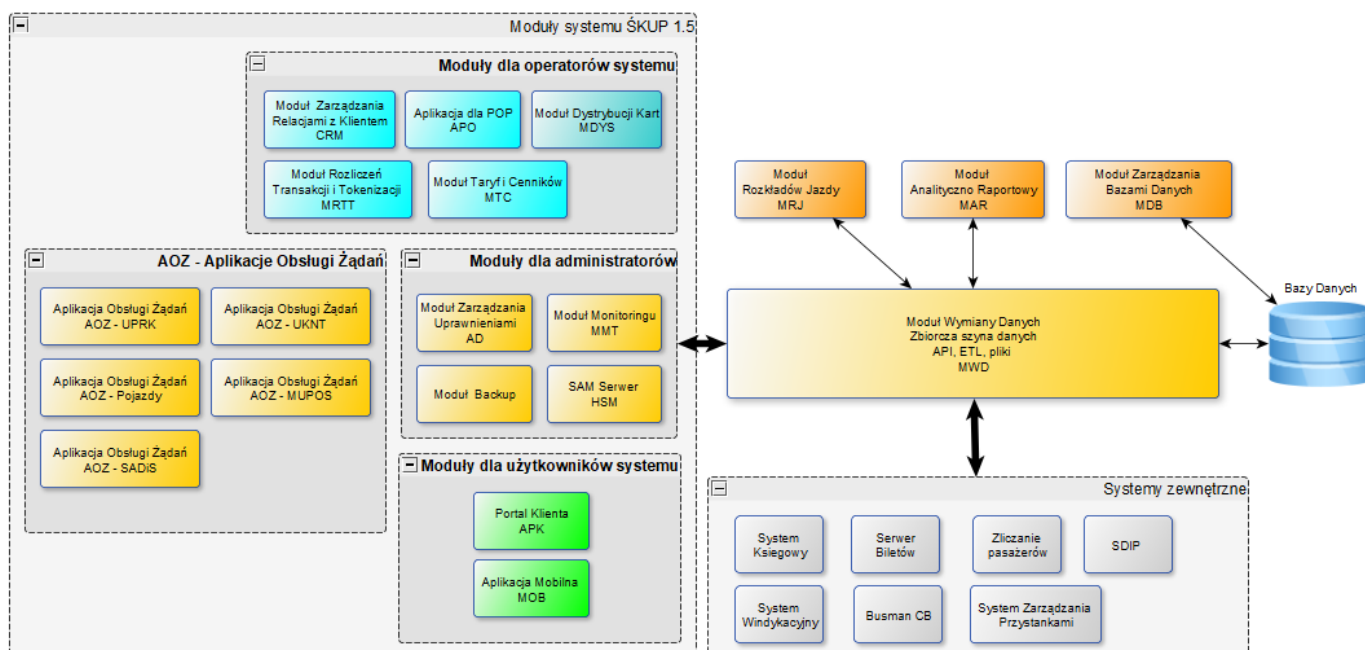 Moduły systemu ŚKUP 1.5
Moduły dla operatorów systemu
Moduł Zarządzania
Relacjami z Klientem
CRM
Aplikacja dla POP
APO
Moduł Dystrybucji Kart
MDYS
Moduł Rozliczeń
Transakcji i Tokenizacji
MRTT
Moduł Taryf i Cenników
MTC
AOZ - Aplikacje Obsługi Żądań
Aplikacja Obsługi Żądań
AOZ - UPRK
Aplikacja Obsługi Żądań
AOZ - UKNT
Aplikacja Obsługi Żądań
AOZ - Pojazdy
Aplikacja Obsługi Żądań
AOZ - MUPOS
Aplikacja Obsługi Żądań
AOZ - SADiS
Moduły dla administratorów
Moduł Zarządzania
Uprawnieniami
AD
Moduł Monitoringu
MMT
Moduł Backup
SAM Serwer
HSM
Moduły dla użytkowników systemu
Portal Klienta
APK
Aplikacja Mobilna
MOB
Moduł
Rozkładów Jazdy
MRJ
Moduł
Analityczno Raportowy
MAR
Moduł Zarządzania
Bazami Danych
MDB
Moduł Wymiany Danych
Zbiorcza szyna danych
API, ETL, pliki
MWD
Bazy Danych
Systemy zewnętrzne
System
Ksiegowy
Serwer
Biletów
Zliczanie
pasażerów
SDIP
System
Windykacyjny
Busman CB
System Zarządzania
Przystankami